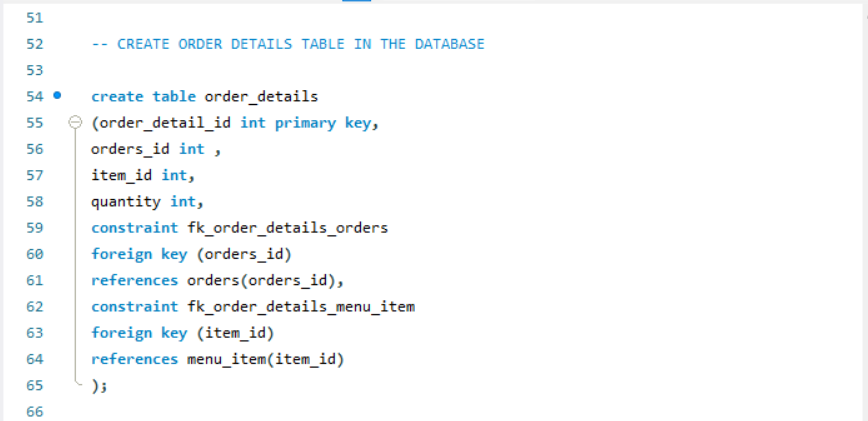 51
52 -- CREATE ORDER DETAILS TABLE IN THE DATABASE
53
54 create table order_details
55 (order_detail_id int primary key,
56 orders_id int ,
57 item_id int,
58 quantity int,
59 constraint fk_order_details_orders
60 foreign key (orders_id)
61 references orders(orders_id),
62 constraint fk_order_details_menu_item
63 foreign key (item_id)
64 references menu_item(item_id)
65 );
66